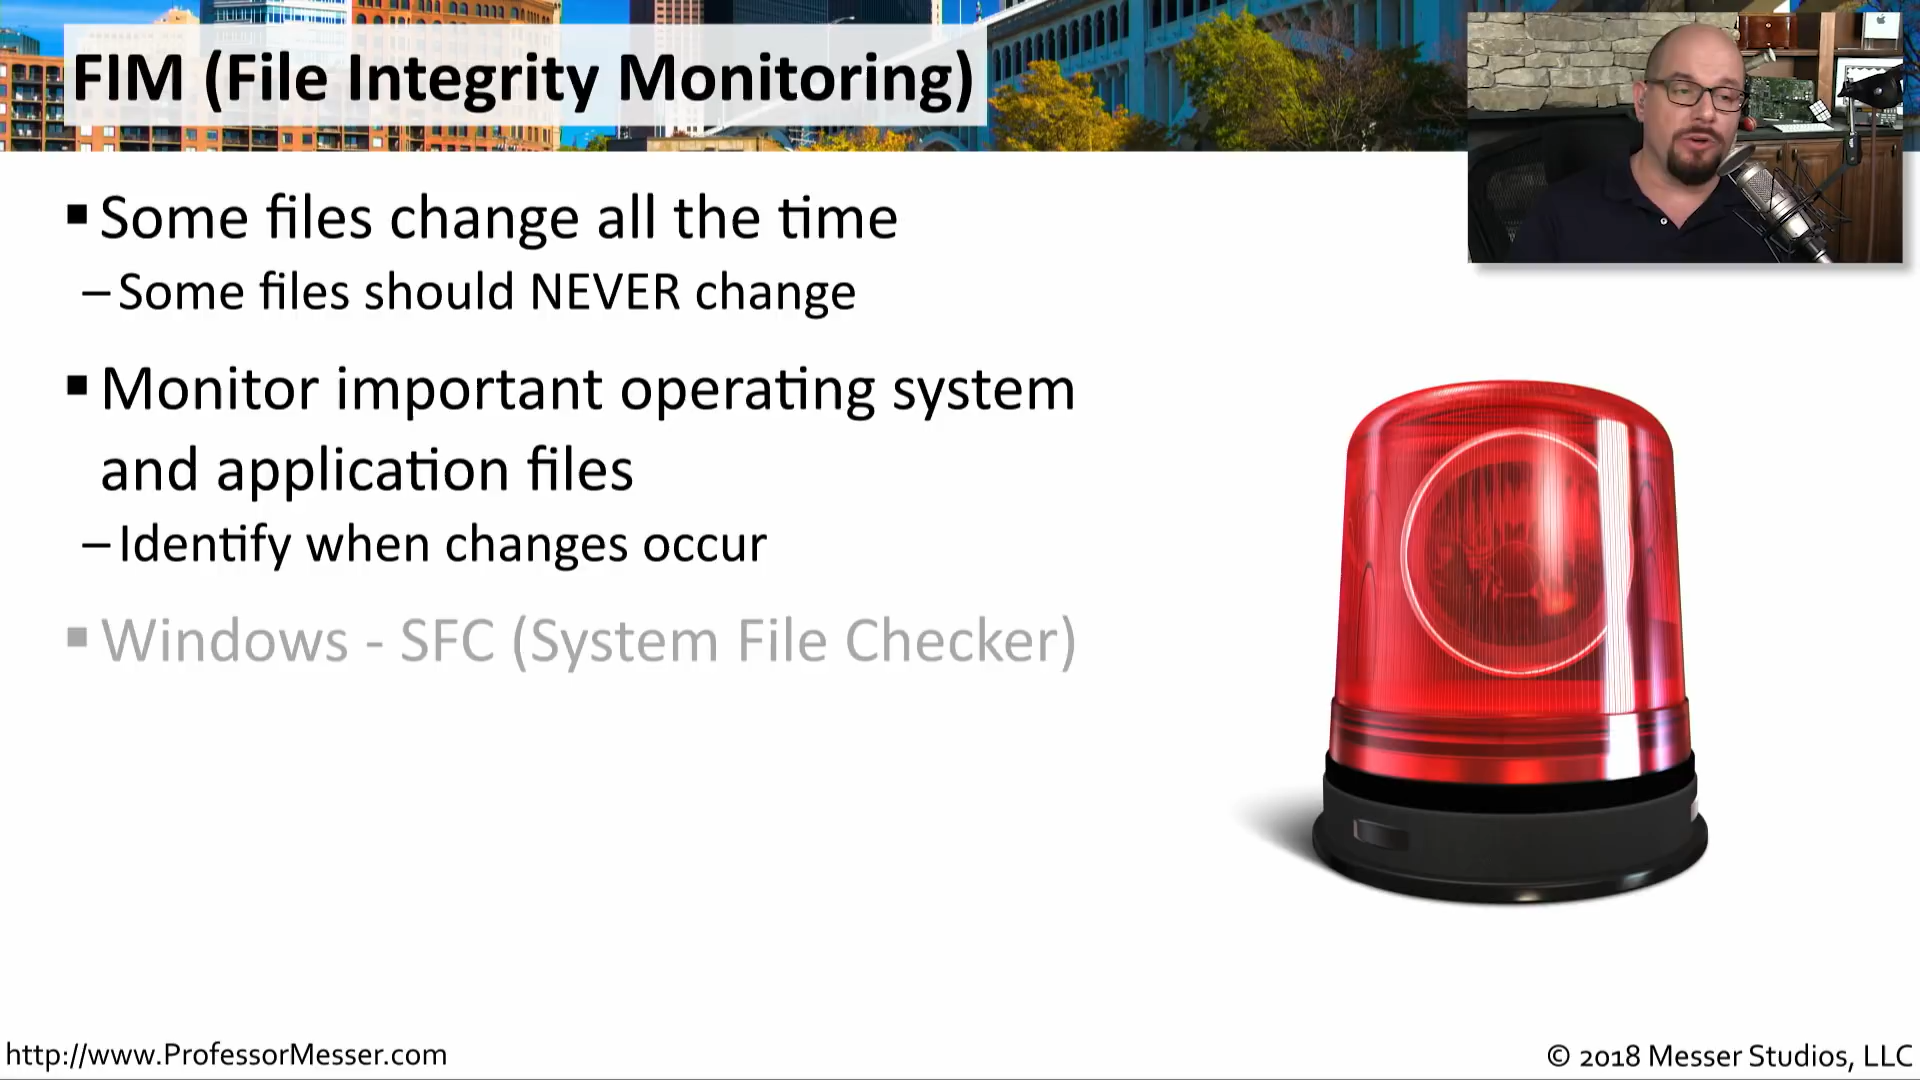 FIM (File Integrity Monitoring)
▪ Some files change all the time
– Some files should NEVER change
▪ Monitor important operating system
and application files
– Identify when changes occur
▪ Windows - SFC (System File Checker)
http://www.ProfessorMesser.com
© 2018 Messer Studios, LLC